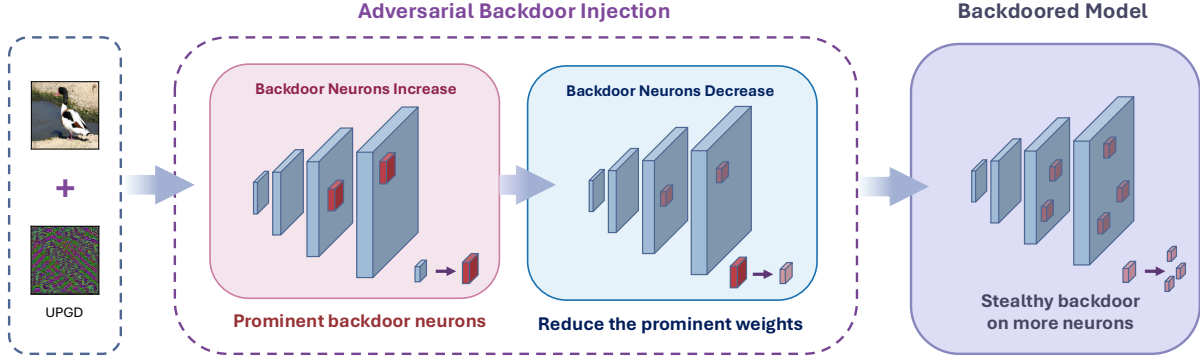 Adversarial Backdoor Injection
Backdoored Model
Backdoor Neurons Increase
Backdoor Neurons Decrease
+
UPGD
Prominent backdoor neurons
Reduce the prominent weights
Stealthy backdoor
on more neurons